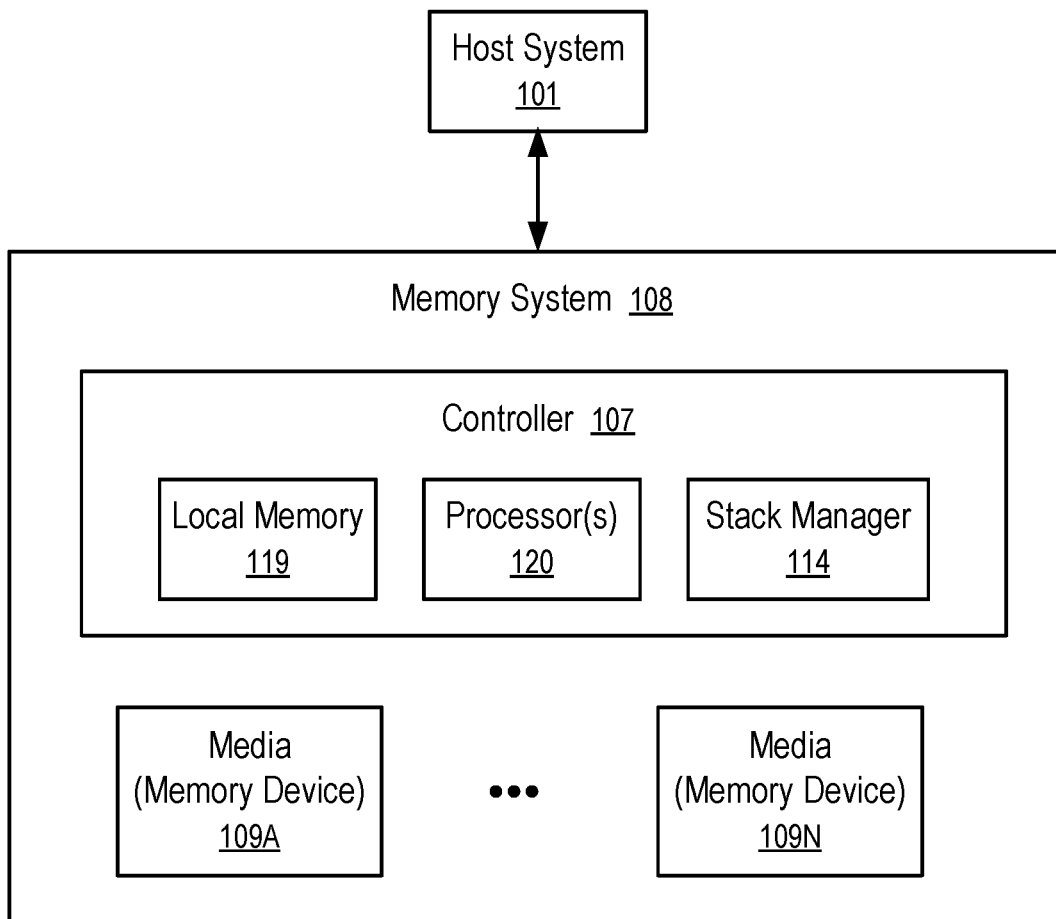 Host System
101
Memory System 108
Controller 107
Local Memory
119
Processor(s)
120
Stack Manager
114
Media
(Memory Device)
109A
•••
Media
(Memory Device)
109N